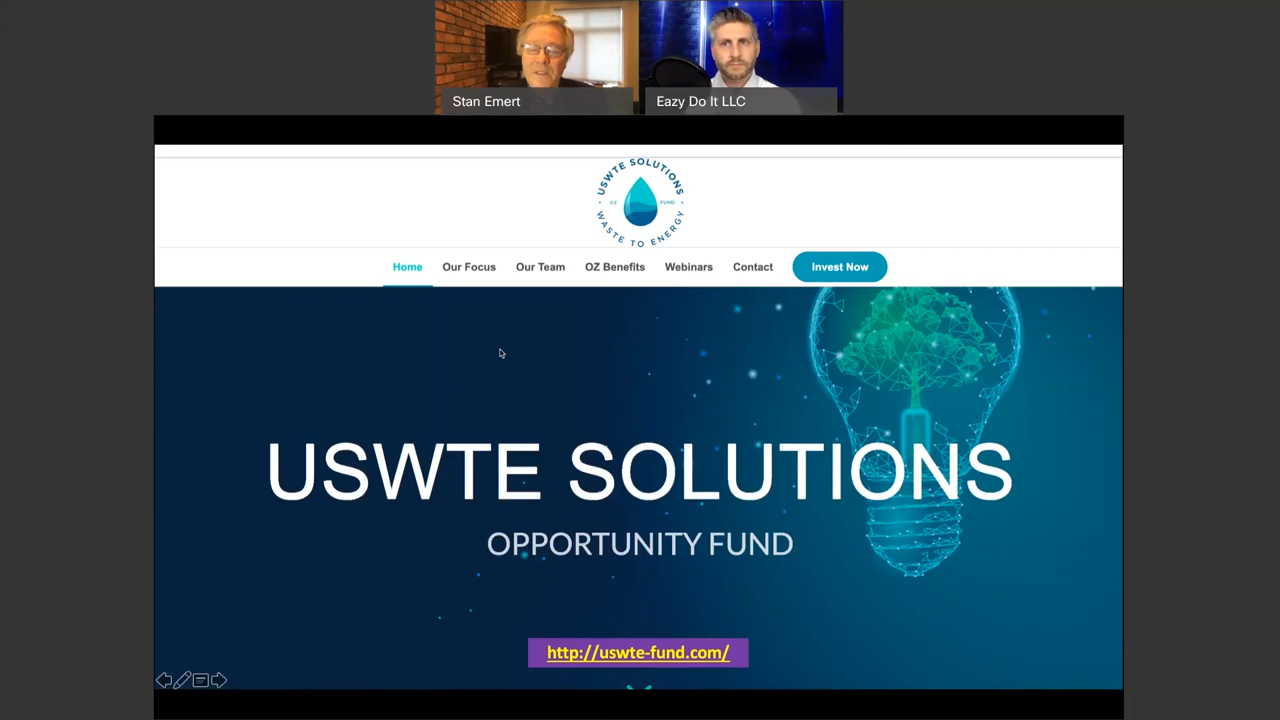 Stan Emert
Eazy Do It LLC
USWTE SOLUTIONS
O.Z FUND
WASTE TO ENERGY
Home Our Focus Our Team OZ Benefits Webinars Contact Invest Now
USWTE SOLUTIONS
OPPORTUNITY FUND
http://uswte-fund.com/